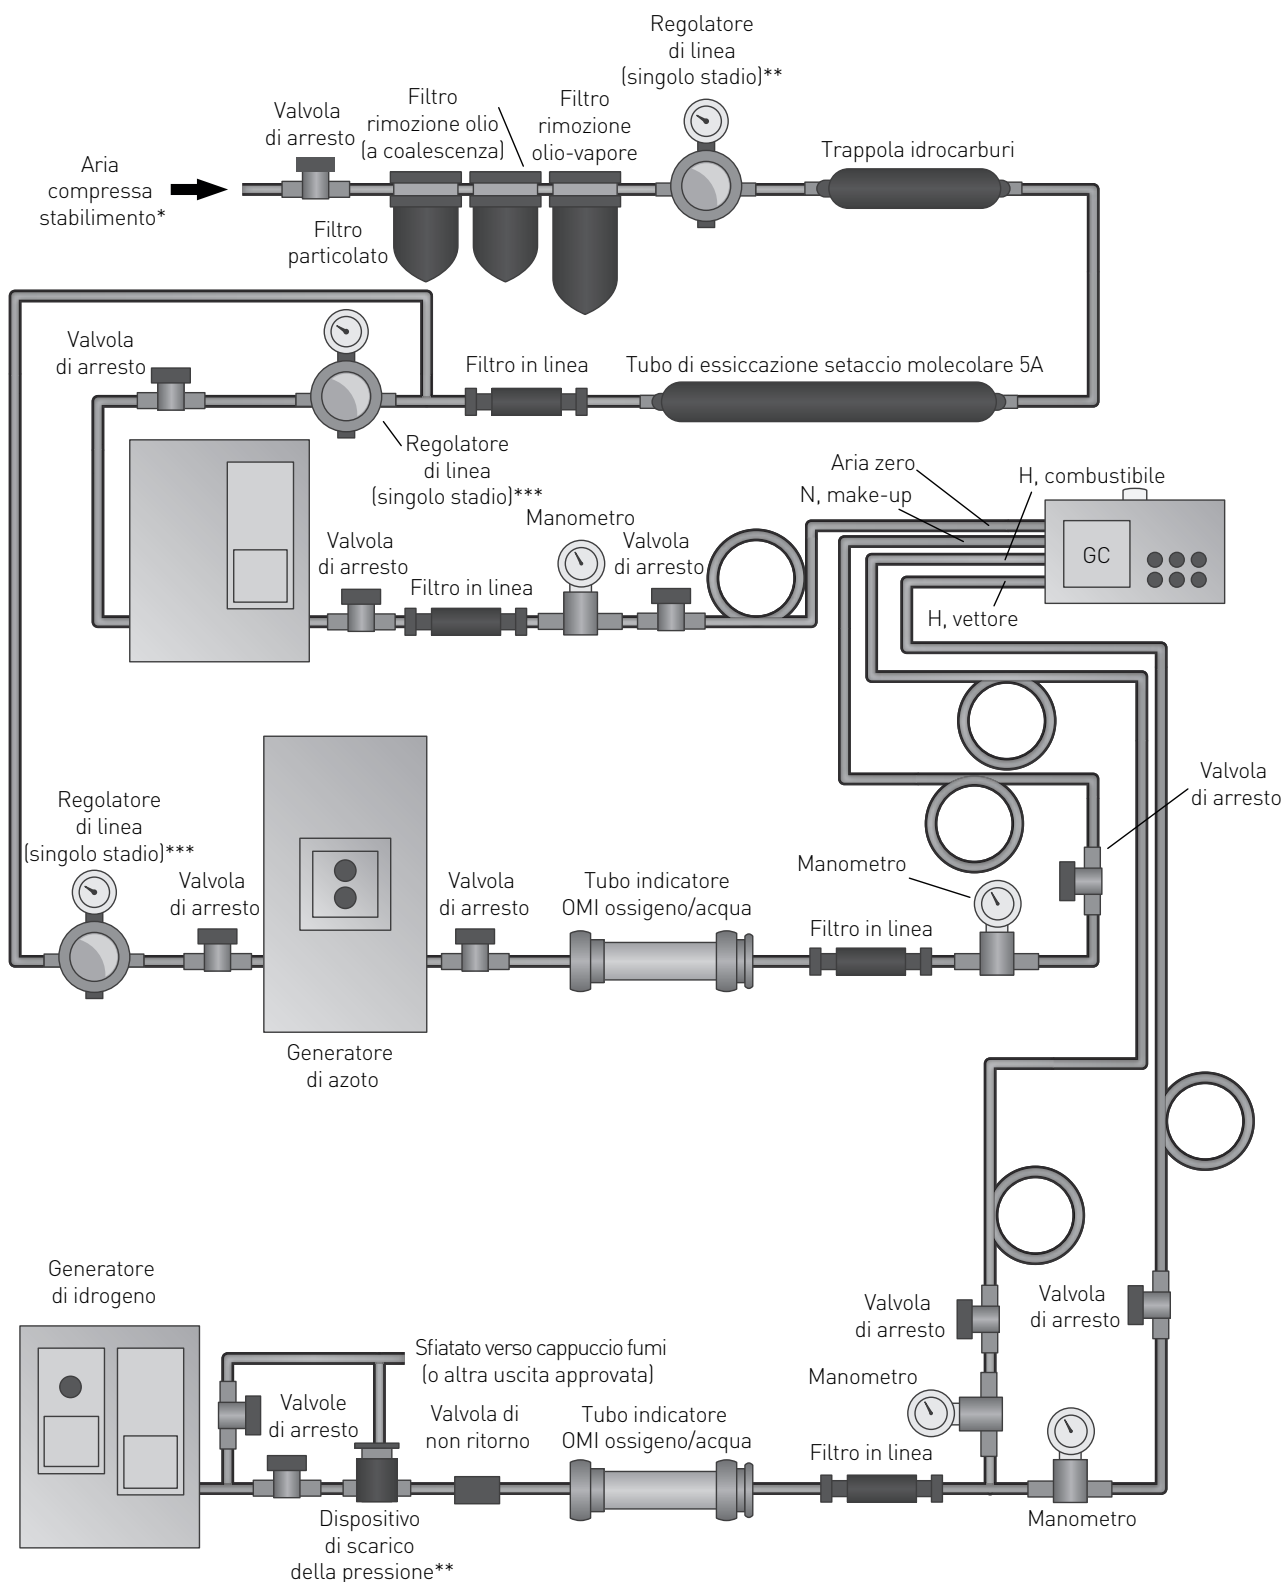 Regolatore
di linea
(singolo stadio)**
Filtro
rimozione olio
(a coalescenza)
Filtro
rimozione
olio-vapore
Valvola
di arresto
Trappola idrocarburi
Aria
compressa
stabilimento*
Filtro
particolato
Valvola
di arresto
Filtro in linea
Tubo di essiccazione setaccio molecolare 5A
Regolatore
di linea
(singolo stadio)***
Aria zero
H, combustibile
N, make-up
Manometro
Valvola
di arresto
Valvola
di arresto
Filtro in linea
GC
H, vettore
Valvola
di arresto
Regolatore
di linea
(singolo stadio)***
Valvola
di arresto
Valvola
di arresto
Tubo indicatore
OMI ossigeno/acqua
Manometro
Filtro in linea
Generatore
di azoto
Generatore
di idrogeno
Valvola
di arresto
Valvola
di arresto
Sfiatato verso cappuccio fumi
(o altra uscita approvata)
Manometro
Valvole
di arresto
Valvola di
non ritorno
Tubo indicatore
OMI ossigeno/acqua
Filtro in linea
Dispositivo
di scarico
della pressione**
Manometro